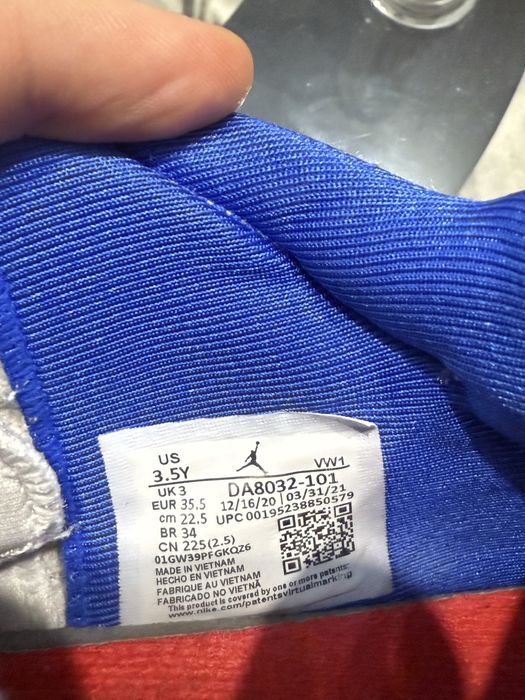 US
3.5Y
VW1
UK 3
DA8032-101
EUR 35.5
12/16/20 03/31/21
cm 22.5
UPC 00195238850579
BR 34
CN 225(2.5)
01GW39PFGKQZ6
MADE IN VIETNAM
HECHO EN VIETNAM
FABRIQUE AU VIETNAM
FABRICADO NO VIETNÃ
This product is covered by one or more patents:
www.nike.com/patentsvirtualmarking